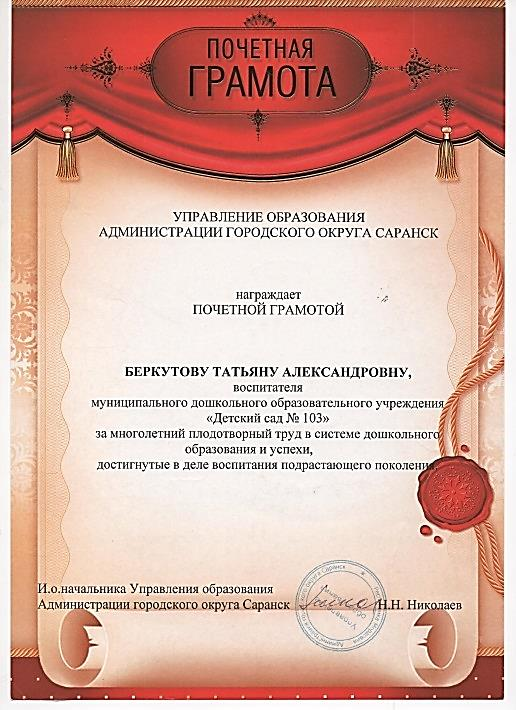 ПОЧЕТНАЯ
ГРАМОТА
УПРАВЛЕНИЕ ОБРАЗОВАНИЯ
АДМИНИСТРАЦИИ ГОРОДСКОГО ОКРУГА САРАНСК
награждает
ПОЧЕТНОЙ ГРАМОТОЙ
БЕРКУТОВУ ТАТЬЯНУ АЛЕКСАНДРОВНУ,
воспитателя
муниципального дошкольного образовательного учреждения
«Детский сад № 103»
за многолетний плодотворный труд в системе дошкольного
образования и успехи,
достигнутые в деле воспитания подрастающего поколения.
И.о.начальника Управления образования
Администрации городского округа Саранск Н.Н. Николаев